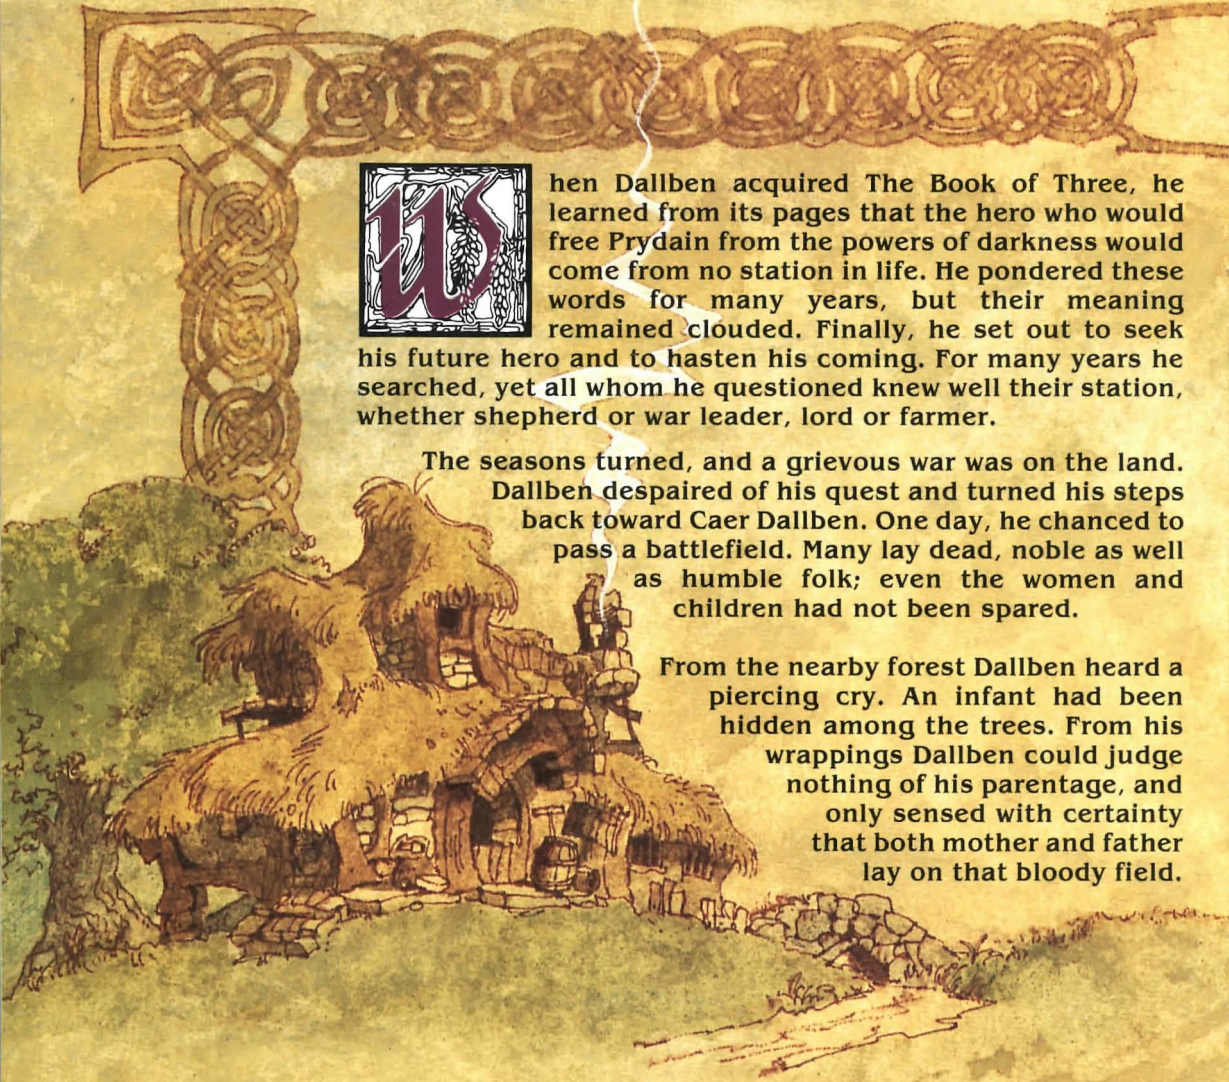 When Dallben acquired The Book of Three, he
learned from its pages that the hero who would
free Prydain from the powers of darkness would
come from no station in life. He pondered these
words for many years, but their meaning
remained clouded. Finally, he set out to seek
his future hero and to hasten his coming. For many years he
searched, yet all whom he questioned knew well their station,
whether shepherd or war leader, lord or farmer.
The seasons turned, and a grievous war was on the land.
Dallben despaired of his quest and turned his steps
back toward Caer Dallben. One day, he chanced to
pass a battlefield. Many lay dead, noble as well
as humble folk; even the women and
children had not been spared.
From the nearby forest Dallben heard a
piercing cry. An infant had been
hidden among the trees. From his
wrappings Dallben could judge
nothing of his parentage, and
only sensed with certainty
that both mother and father
lay on that bloody field.